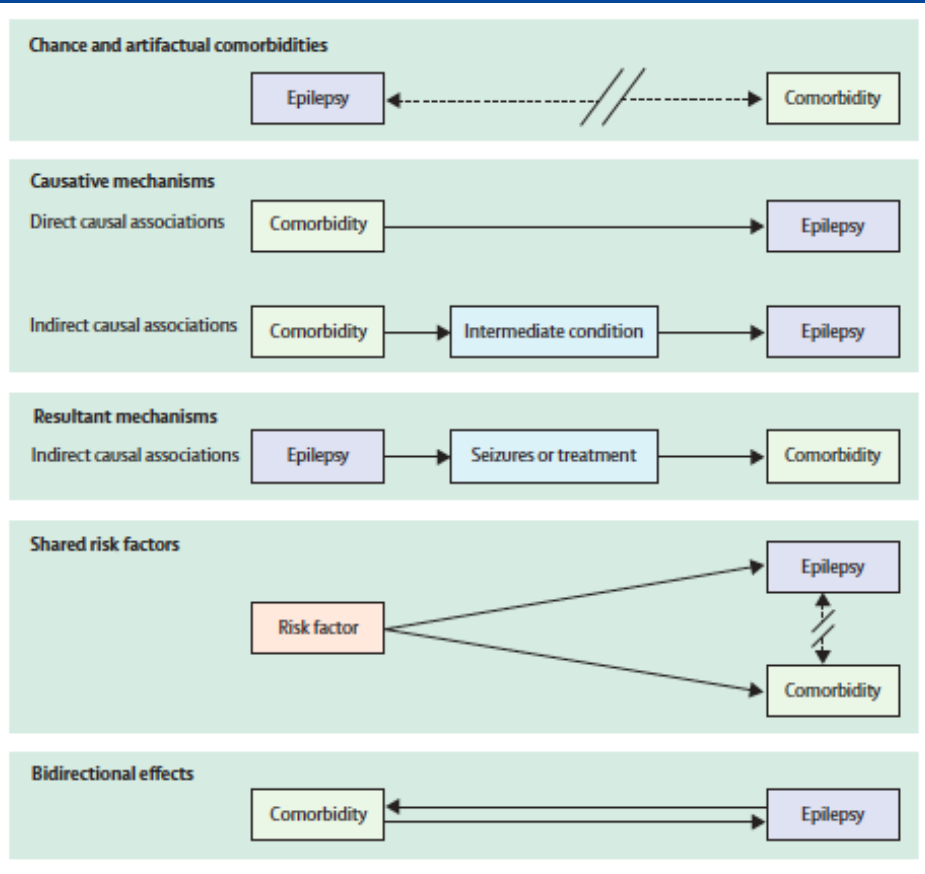 Chance and artifactual comorbidities
Epilepsy
Comorbidity
Causative mechanisms
Direct causal associations
Comorbidity
Epilepsy
Indirect causal associations
Comorbidity
Intermediate condition
Epilepsy
Resultant mechanisms
Indirect causal associations
Epilepsy
Seizures or treatment
Comorbidity
Shared risk factors
Epilepsy
Risk factor
Comorbidity
Bidirectional effects
Comorbidity
Epilepsy